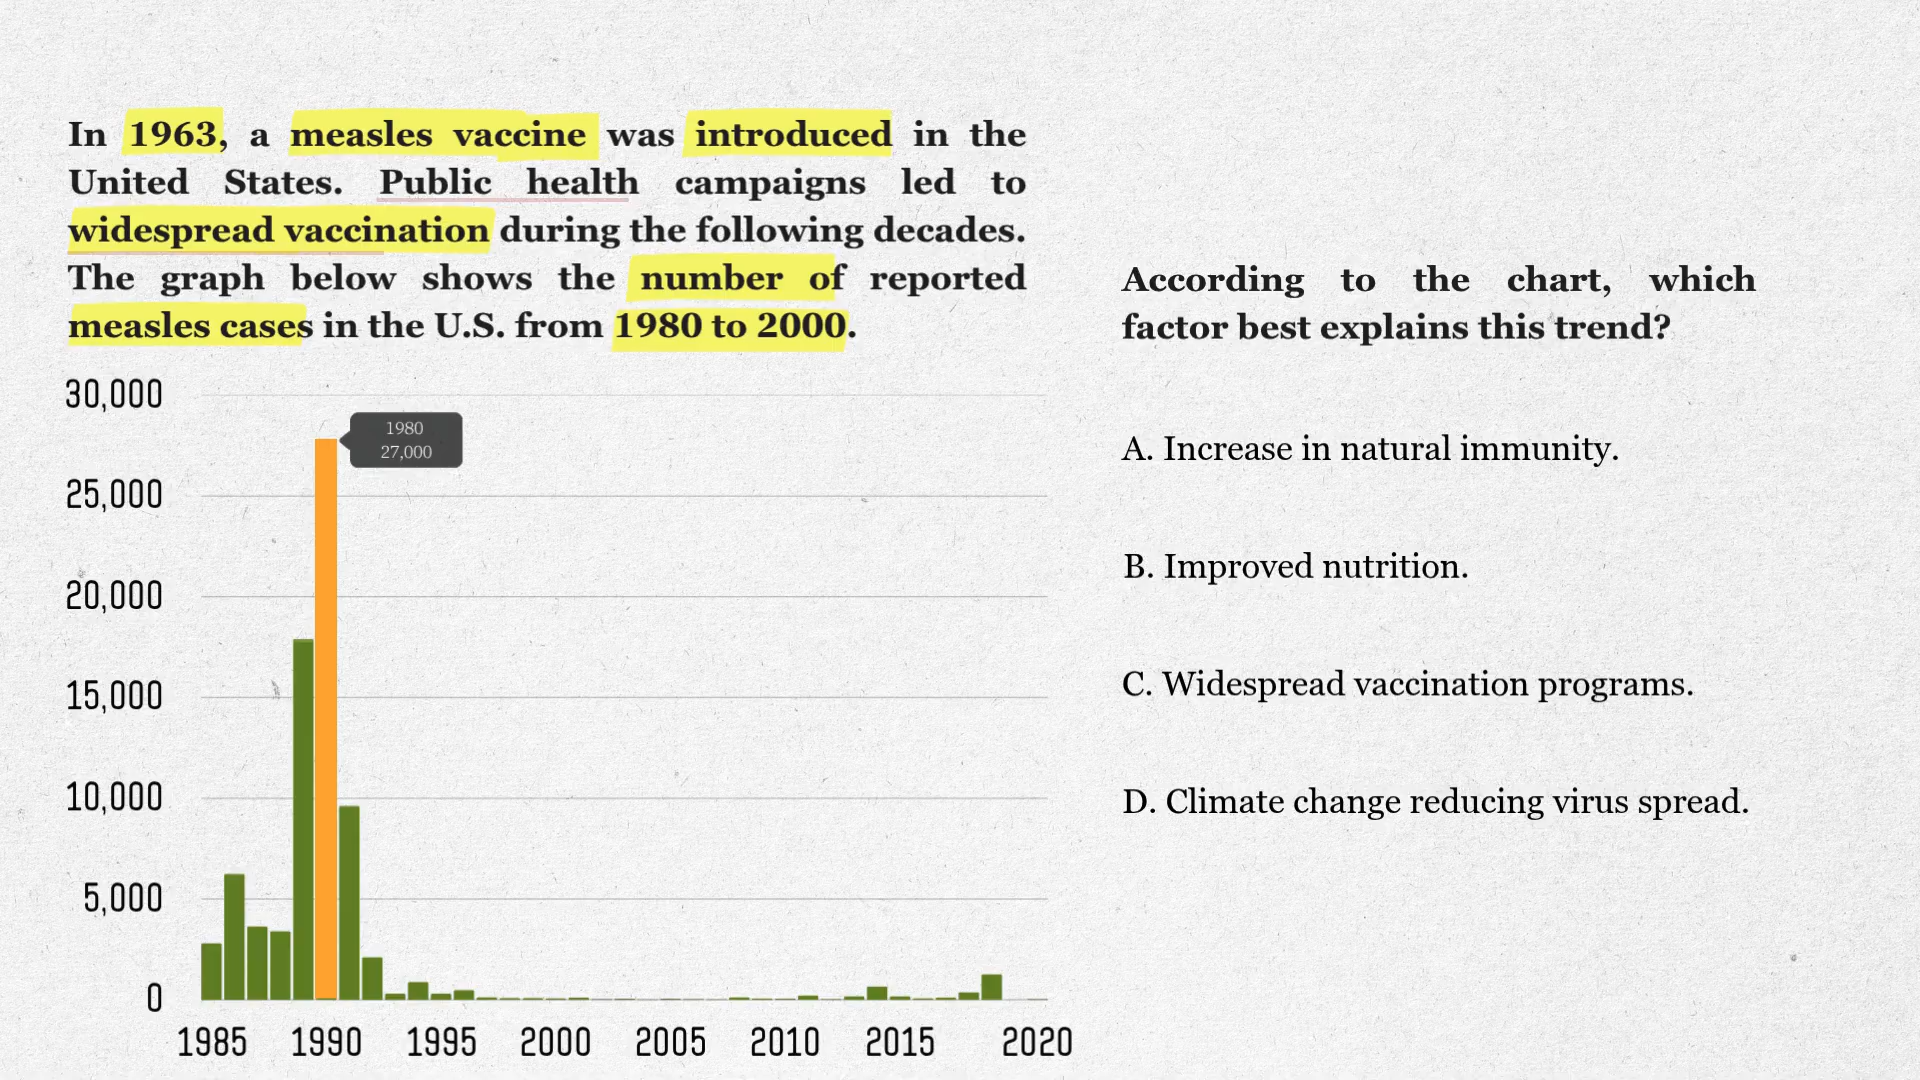 In 1963, a measles vaccine was introduced in the
United States. Public health campaigns led to
widespread vaccination during the following decades.
The graph below shows the number of reported
measles cases in the U.S. from 1980 to 2000.
30,000
1980
27,000
25,000
20,000
15,000
10,000
5,000
0
1985 1990 1995 2000 2005 2010 2015 2020
According to the chart, which
factor best explains this trend?
A. Increase in natural immunity.
B. Improved nutrition.
C. Widespread vaccination programs.
D. Climate change reducing virus spread.